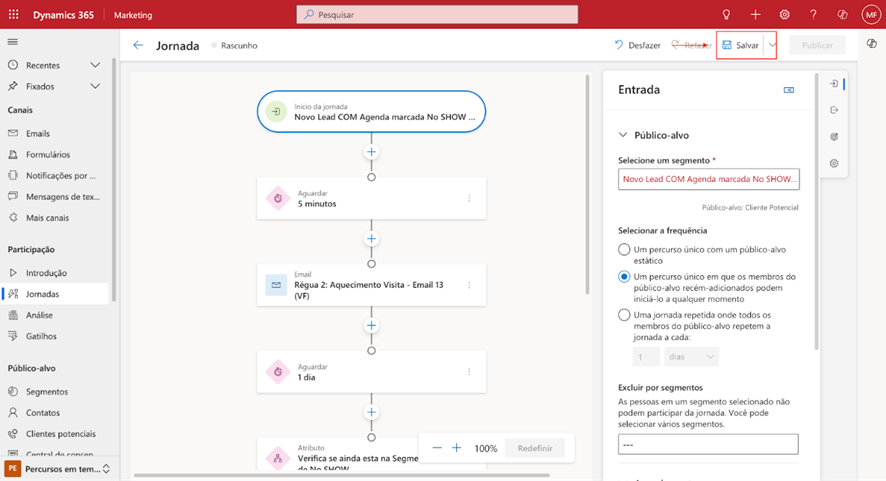 Dynamics 365
Marketing
Pesquisar
MF
Jornada
Rascunho
Desfazer
Refazer
Salvar
Publicar
Recentes
Fixados
Canais
Emails
Formulários
Notificações por ...
Mensagens de tex...
Mais canais
Participação
Introdução
Jornadas
Análise
Gatilhos
Público-alvo
Segmentos
Contatos
Clientes potenciais
Central de consen...
PE
Percursos em tem...
Início da jornada
Novo Lead COM Agenda marcada No SHOW ...
Aguardar
5 minutos
Email
Régua 2: Aquecimento Visita - Email 13
(VF)
Aguardar
1 dia
Atributo
Verifica se ainda esta na Segme
de No SHOW
100%
Redefinir
Entrada
Público-alvo
Selecione um segmento *
Novo Lead COM Agenda marcada No SHOW...
Público-alvo: Cliente Potencial
Selecionar a frequência
Um percurso único com um público-alvo
estático
Um percurso único em que os membros do
público-alvo recém-adicionados podem
iniciá-lo a qualquer momento
Uma jornada repetida onde todos os
membros do público-alvo repetem a
jornada a cada:
1
dias
Excluir por segmentos
As pessoas em um segmento selecionado não
podem participar da jornada. Você pode
selecionar vários segmentos.
---